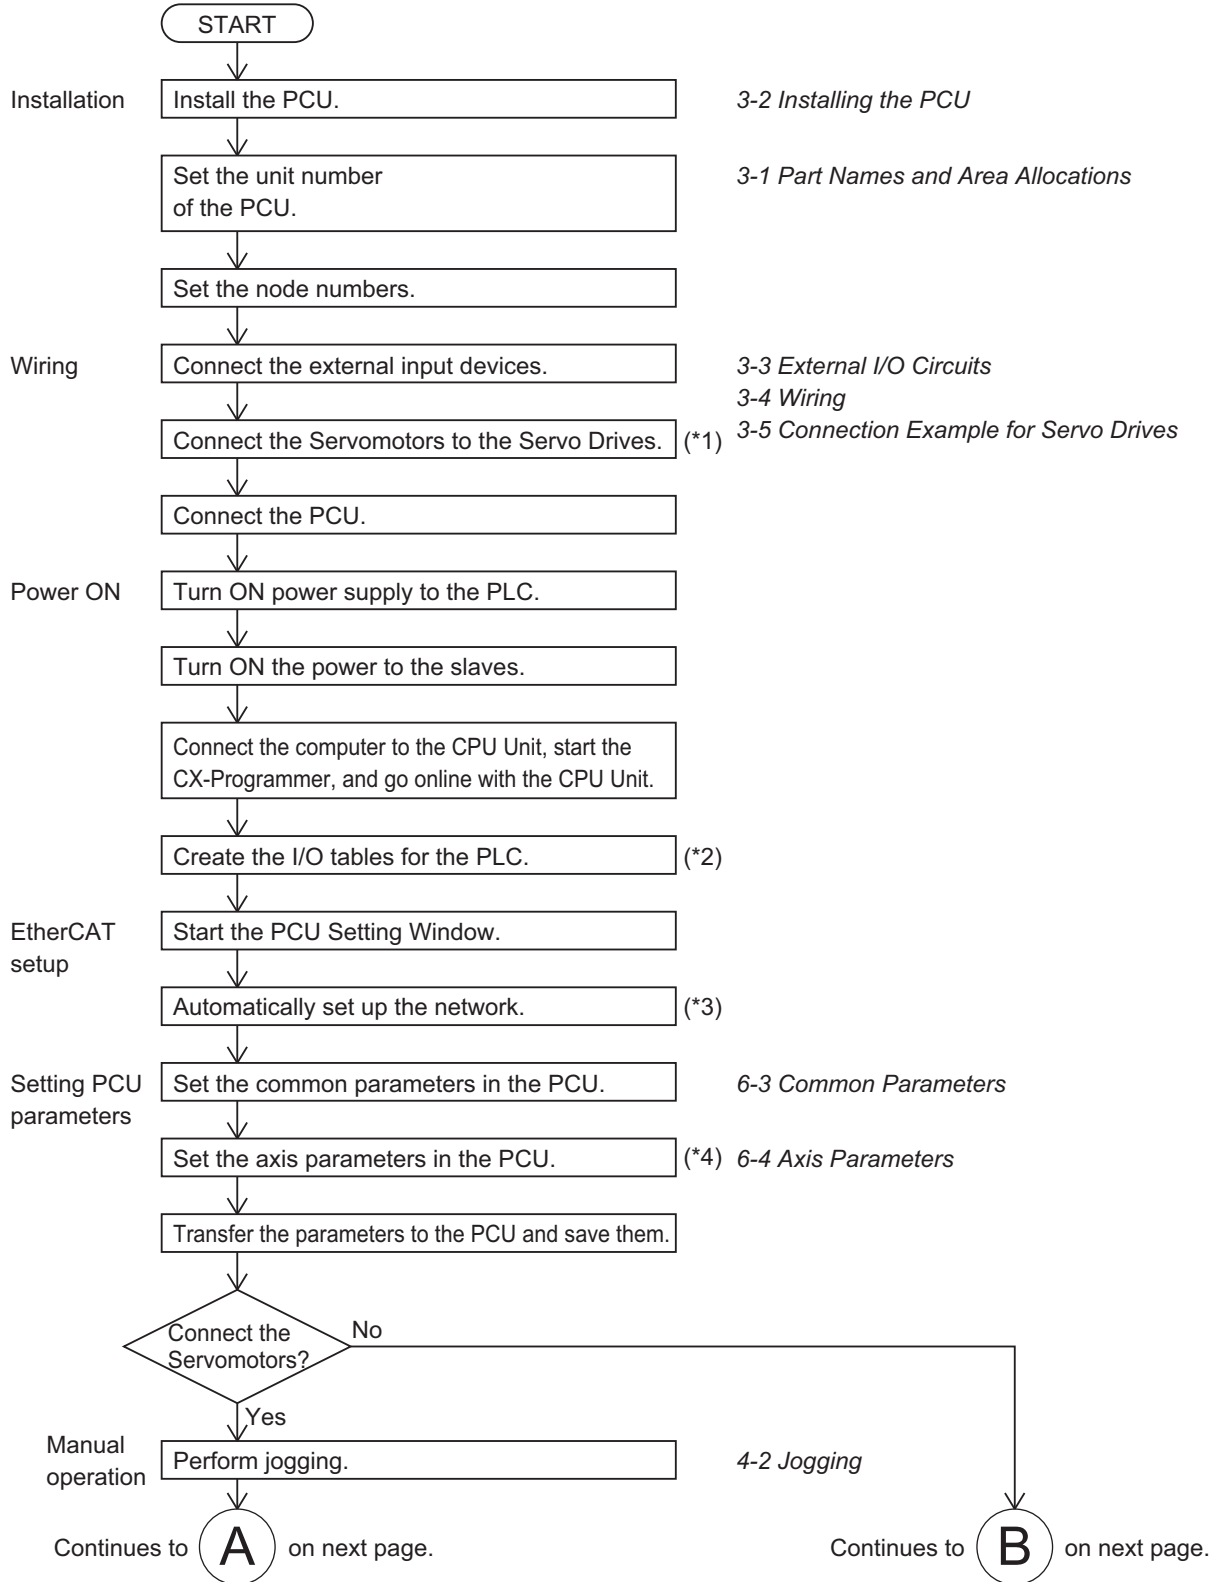 START
Installation Install the PCU. 3-2 Installing the PCU
Set the unit number 3-1 Part Names and Area Allocations
of the PCU.
Set the node numbers.
Wiring Connect the external input devices. 3-3 External I/O Circuits
3-4 Wiring
Connect the Servomotors to the Servo Drives. (*1) 3-5 Connection Example for Servo Drives
Connect the PCU.
Power ON Turn ON power supply to the PLC.
Turn ON the power to the slaves.
Connect the computer to the CPU Unit, start the
CX-Programmer, and go online with the CPU Unit.
Create the I/O tables for the PLC. (*2)
EtherCAT Start the PCU Setting Window.
setup
Automatically set up the network. (*3)
Setting PCU Set the common parameters in the PCU. 6-3 Common Parameters
parameters
Set the axis parameters in the PCU. (*4) 6-4 Axis Parameters
Transfer the parameters to the PCU and save them.
Connect the No
Servomotors?
Yes
Manual
operation Perform jogging. 4-2 Jogging
Continues to A on next page. Continues to B on next page.